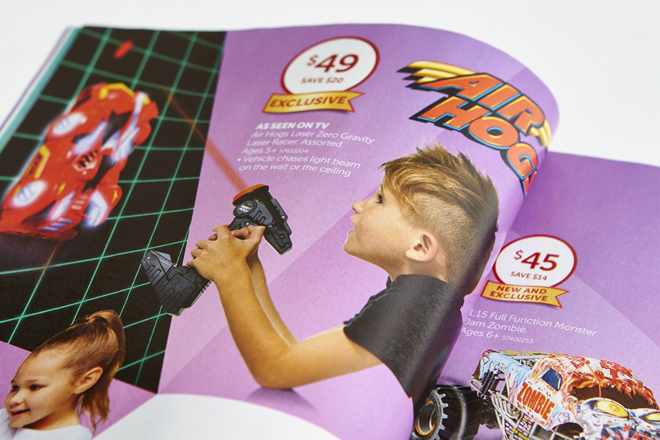 $49
SAVE $20
EXCLUSIVE
AS SEEN ON TV
Air Hogs Laser Zero Gravity
Laser Racer. Assorted.
Ages 5+
• Vehicle chases light beam
on the wall or the ceiling
AIR
HOGS
$45
SAVE $14
NEW AND
EXCLUSIVE
1:15 Full Function Monster
Jam Zombie.
Ages 6+ 57402253
ZOMBIE